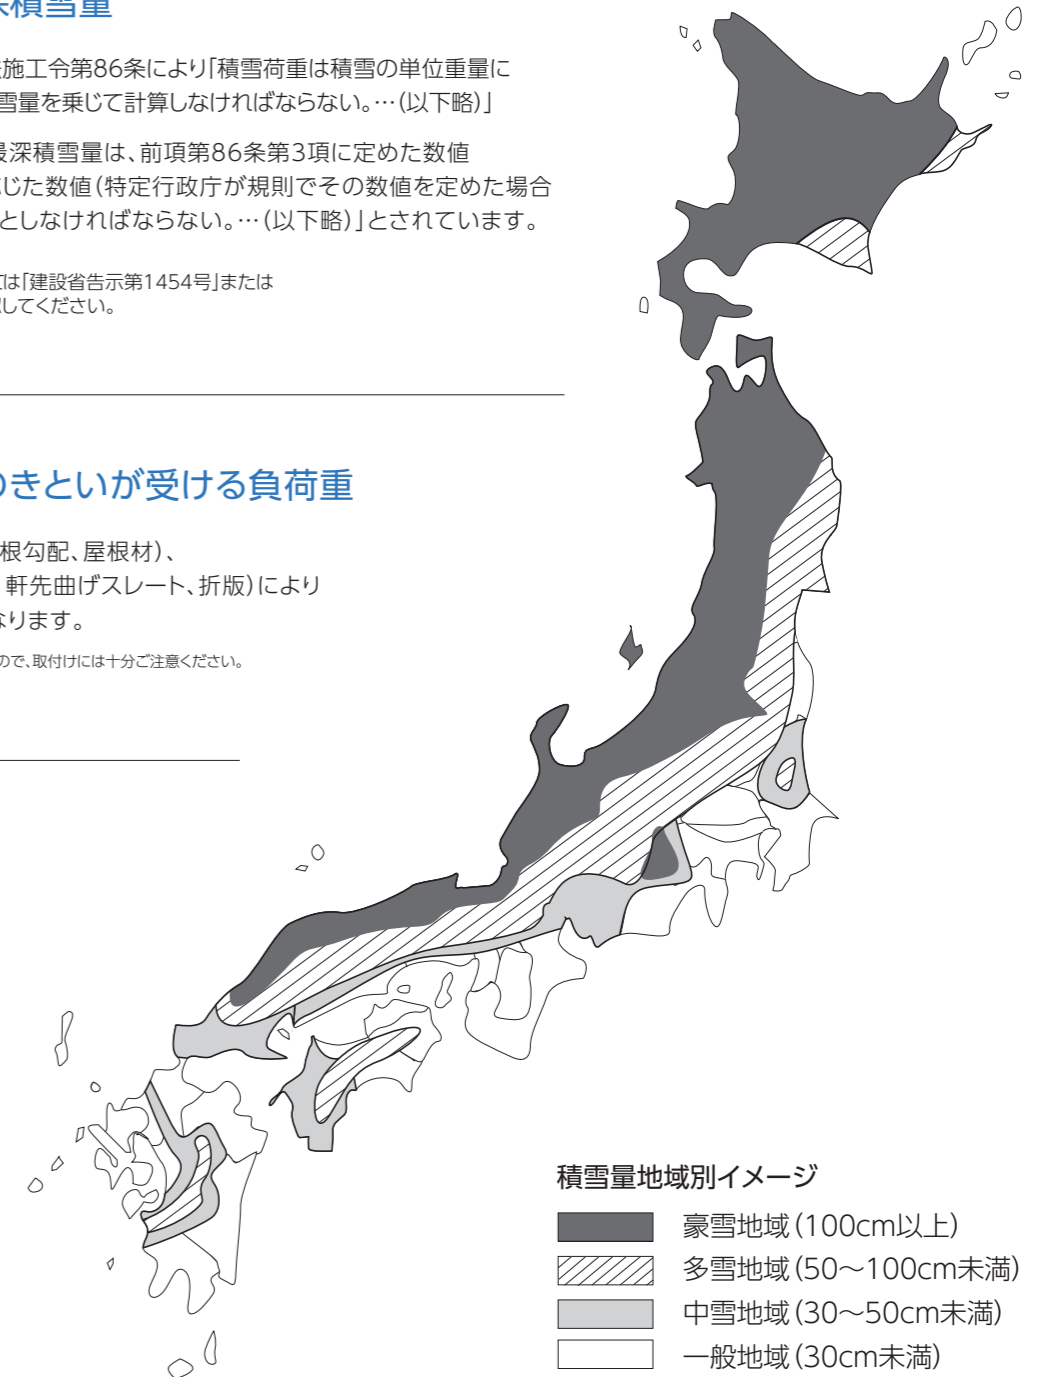 積雪量
施工令第86条により「積雪荷重は積雪の単位重量に
雪量を乗じて計算しなければならない。…(以下略)」
最深積雪量は、前項第86条第3項に定めた数値
じた数値(特定行政庁が規則でその数値を定めた場合
としなければならない。…(以下略)」とされています。
は「建設省告示第1454号」または
してください。
のきといが受ける負荷重
根勾配、屋根材)、
軒先曲げスレート、折版)により
なります。
ので、取付けには十分ご注意ください。
積雪量地域別イメージ
豪雪地域(100cm以上)
多雪地域(50～100cm未満)
中雪地域(30～50cm未満)
一般地域(30cm未満)